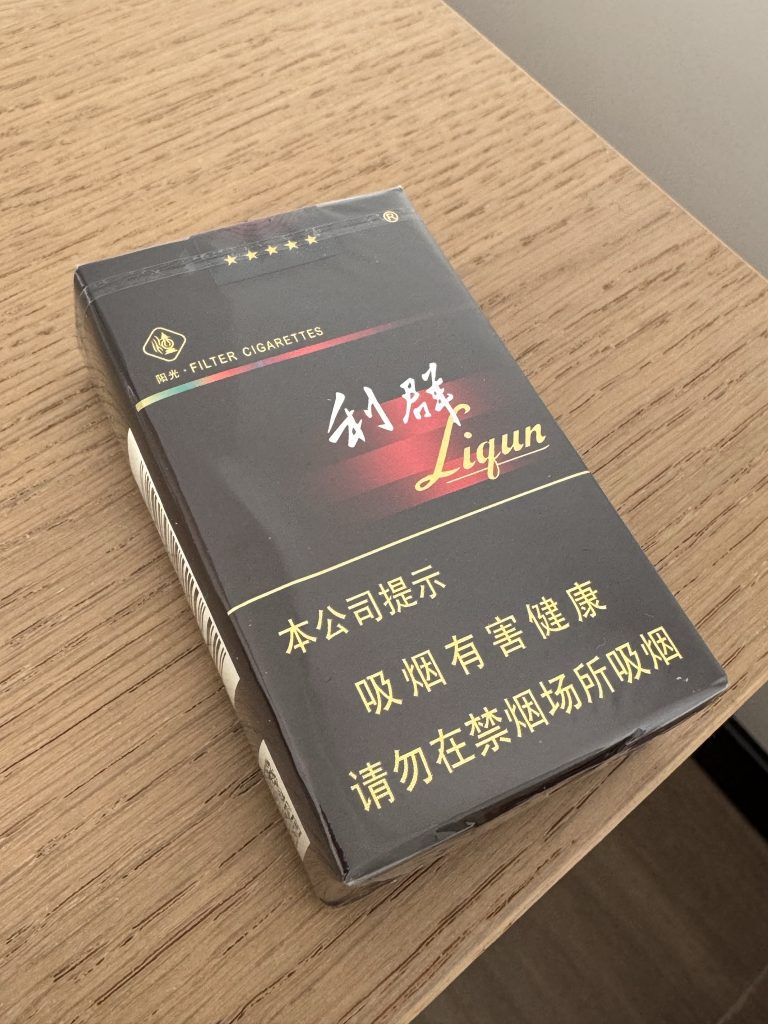 ★★★★★
®
阳光·FILTER CIGARETTES
利群
Liqun
本公司提示
吸烟有害健康
请勿在禁烟场所吸烟